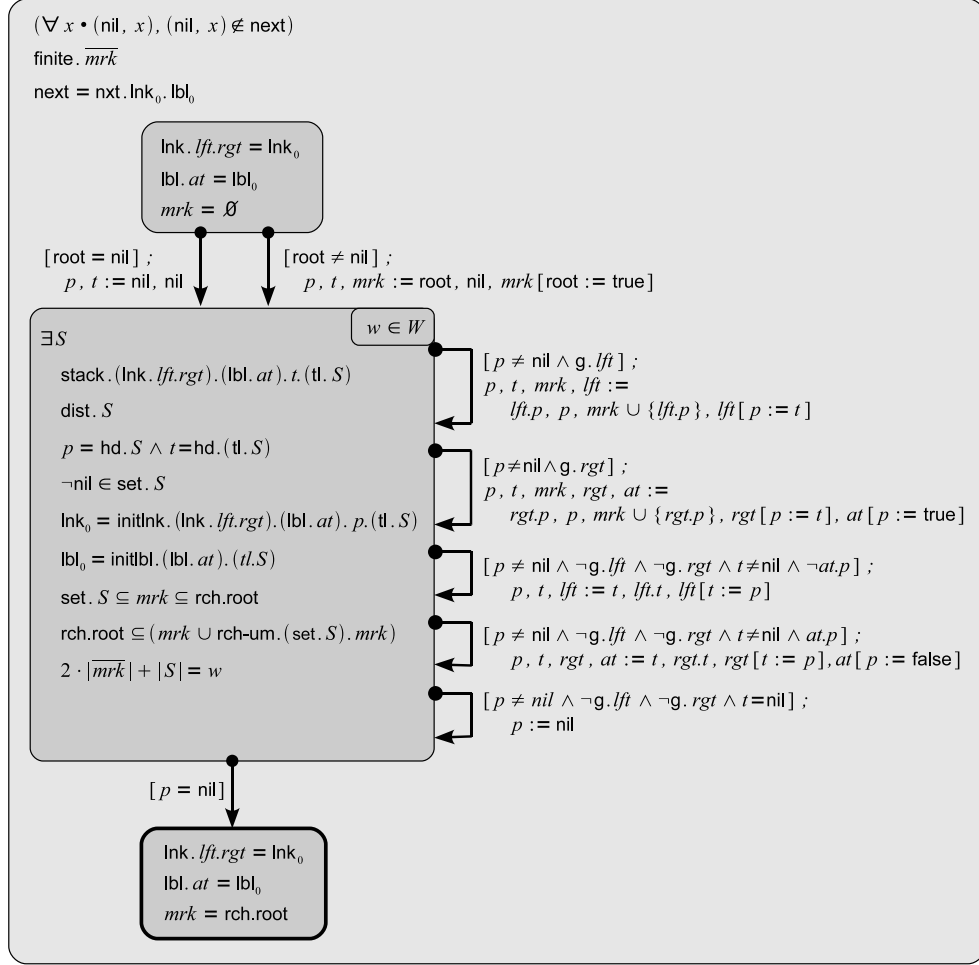 (∀ x • (nil, x), (nil, x) ∉ next)
finite. \overline{mrk}
next = nxt. lnk₀. lbl₀
lnk. lft.rgt = lnk₀
lbl. at = lbl₀
mrk = Ø
[root = nil] ;
p, t := nil, nil
[root ≠ nil] ;
p, t, mrk := root, nil, mrk [root := true]
∃S
w ∈ W
stack. (lnk. lft.rgt). (lbl. at). t. (tl. S)
dist. S
p = hd. S ∧ t=hd. (tl. S)
¬nil ∈ set. S
lnk₀ = initlnk. (lnk. lft.rgt). (lbl. at). p. (tl. S)
lbl₀ = initlbl. (lbl. at). (tl.S)
set. S ⊆ mrk ⊆ rch.root
rch.root ⊆ (mrk ∪ rch-um. (set. S). mrk)
2 · |\overline{mrk}| + |S| = w
[ p ≠ nil ∧ g. lft] ;
p, t, mrk, lft :=
lft.p, p, mrk ∪ {lft.p}, lft[ p := t]
[ p≠nil∧g. rgt] ;
p, t, mrk, rgt, at :=
rgt.p, p, mrk ∪ {rgt.p}, rgt[ p := t], at[ p := true]
[ p ≠ nil ∧ ¬g. lft ∧ ¬g. rgt ∧ t≠nil ∧ ¬at.p] ;
p, t, lft := t, lft.t, lft[t := p]
[ p ≠ nil ∧ ¬g. lft ∧ ¬g. rgt ∧ t≠nil ∧ at.p] ;
p, t, rgt, at := t, rgt.t, rgt[t := p], at[ p := false]
[ p ≠ nil ∧ ¬g. lft ∧ ¬g. rgt ∧ t=nil] ;
p := nil
[ p = nil]
lnk. lft.rgt = lnk₀
lbl. at = lbl₀
mrk = rch.root